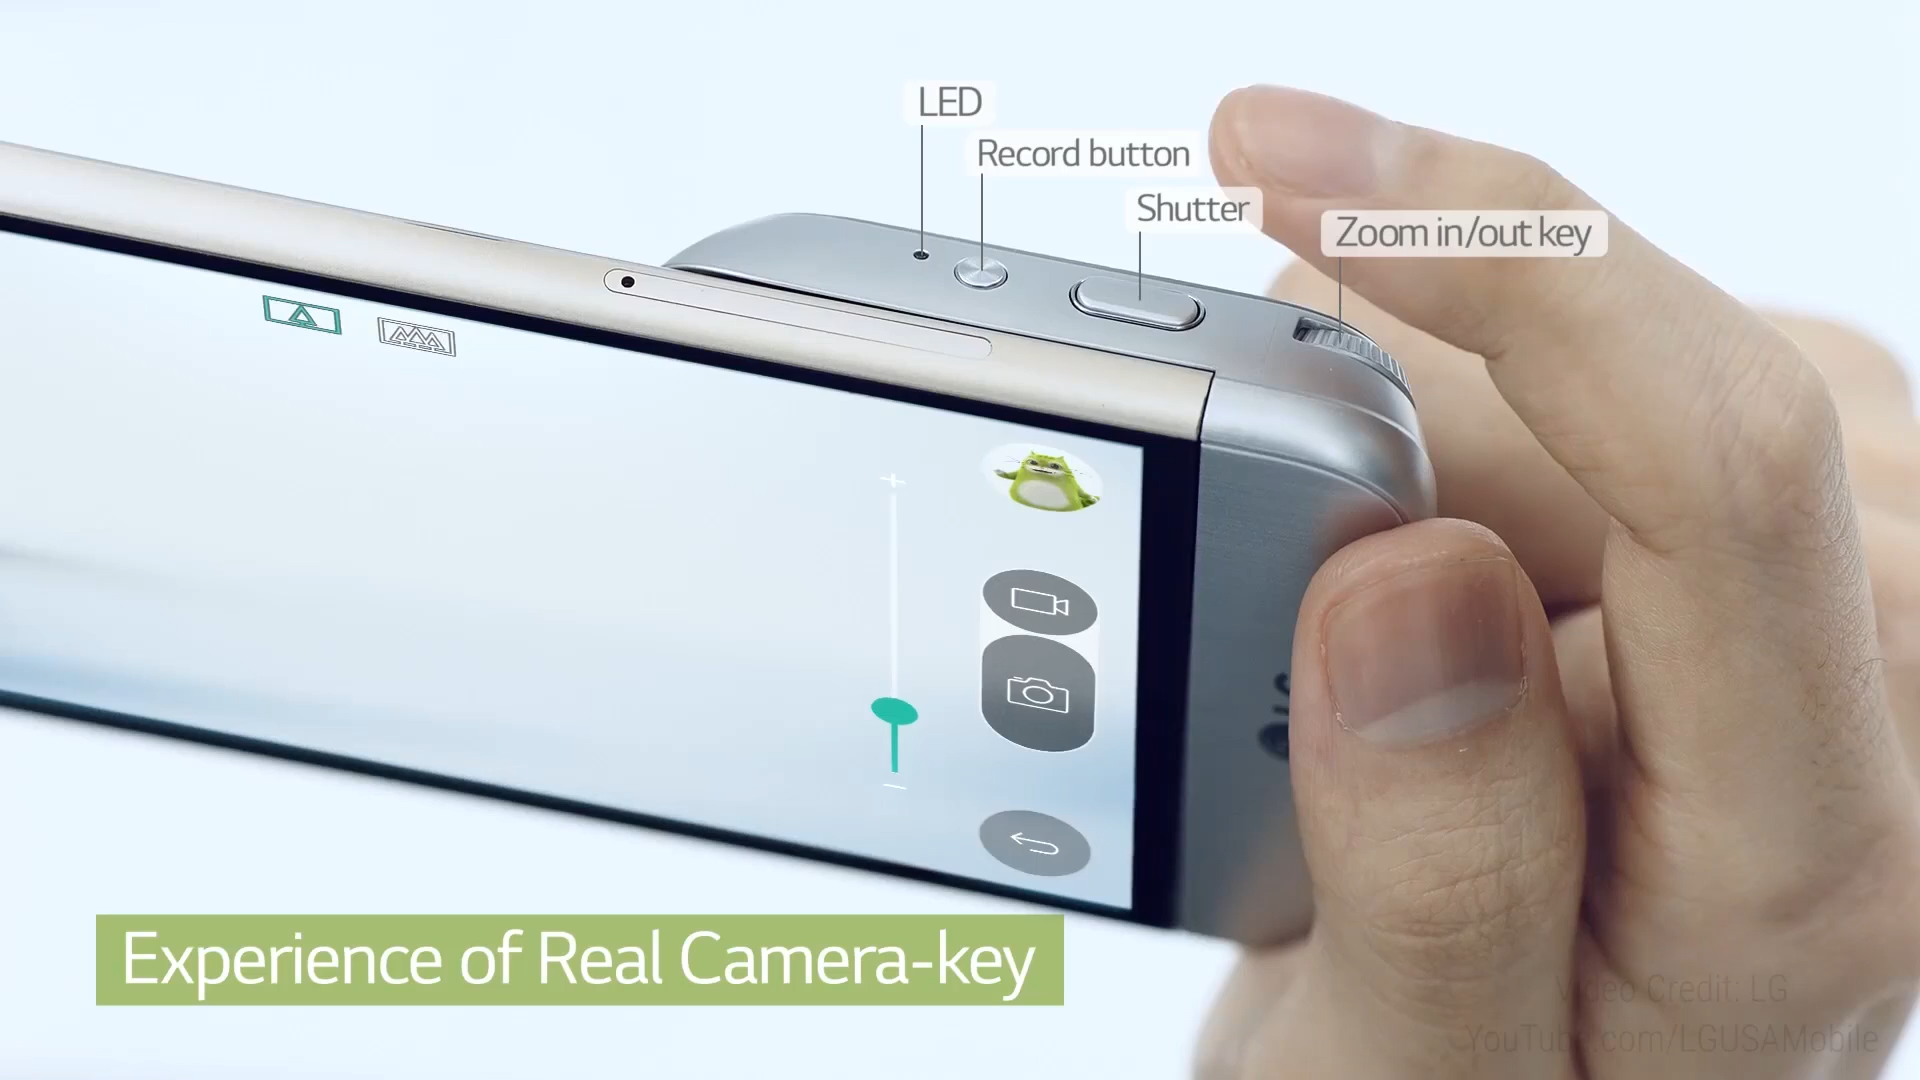 LED
Record button
Shutter
Zoom in/out key
Experience of Real Camera-key
Video Credit: LG
YouTube.com/LGUSAMobile